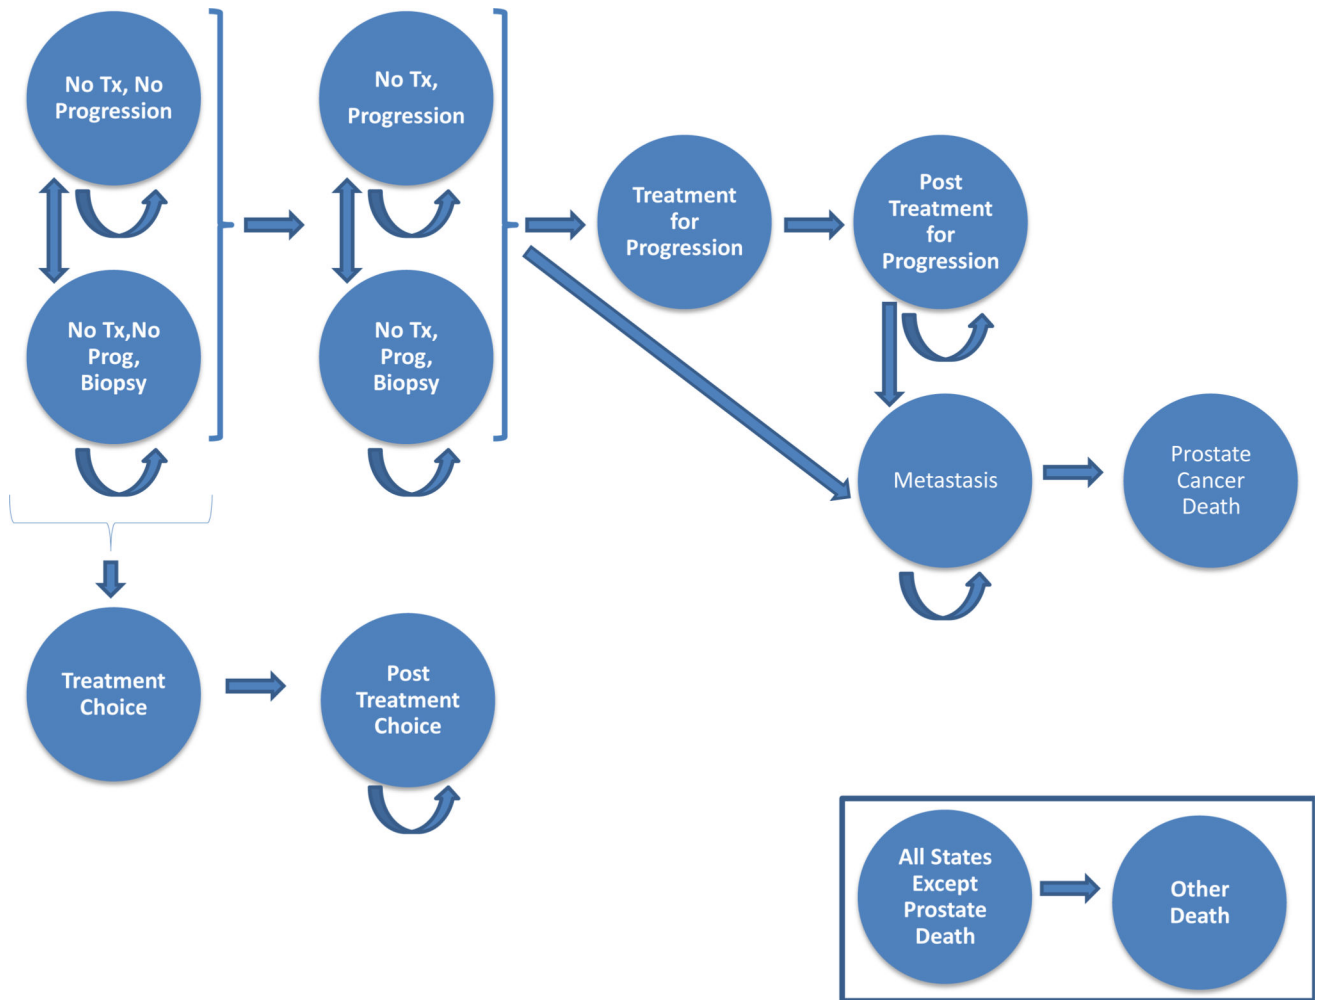 No Tx, No
Progression
No Tx,
Progression
Treatment
for
Progression
Post
Treatment
for
Progression
No Tx,No
Prog,
Biopsy
No Tx,
Prog,
Biopsy
Metastasis
Prostate
Cancer
Death
Treatment
Choice
Post
Treatment
Choice
All States
Except
Prostate
Death
Other
Death